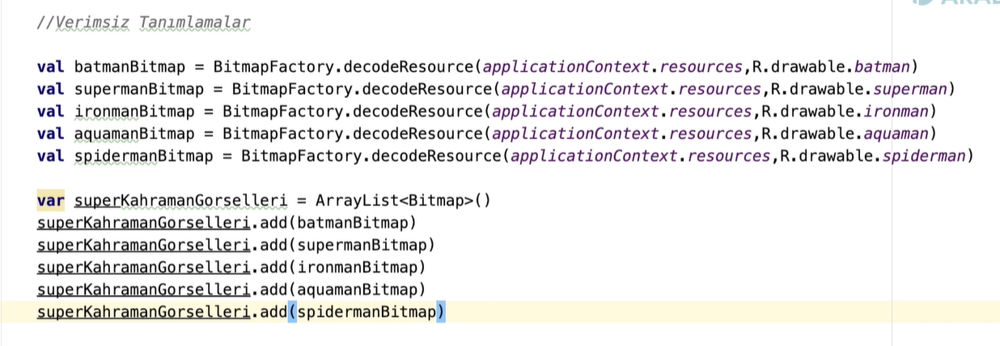 //Verimsiz Tanımlamalar
val batmanBitmap = BitmapFactory.decodeResource(applicationContext.resources,R.drawable.batman)
val supermanBitmap = BitmapFactory.decodeResource(applicationContext.resources,R.drawable.superman)
val ironmanBitmap = BitmapFactory.decodeResource(applicationContext.resources,R.drawable.ironman)
val aquamanBitmap = BitmapFactory.decodeResource(applicationContext.resources,R.drawable.aquaman)
val spidermanBitmap = BitmapFactory.decodeResource(applicationContext.resources,R.drawable.spiderman)
var superKahramanGorselleri = ArrayList<Bitmap>()
superKahramanGorselleri.add(batmanBitmap)
superKahramanGorselleri.add(supermanBitmap)
superKahramanGorselleri.add(ironmanBitmap)
superKahramanGorselleri.add(aquamanBitmap)
superKahramanGorselleri.add(spidermanBitmap)